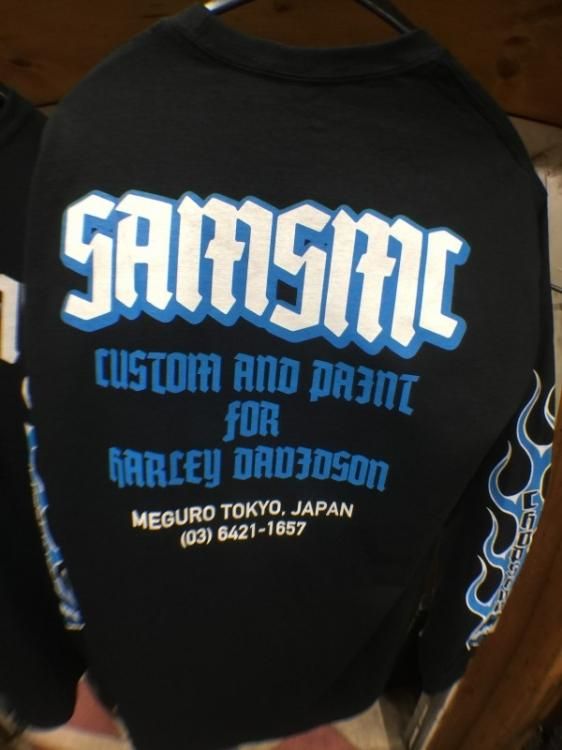 SAMSMC
CUSTOM AND PAINT
FOR
HARLEY DAVIDSON
MEGURO TOKYO, JAPAN
(03) 6421-1657